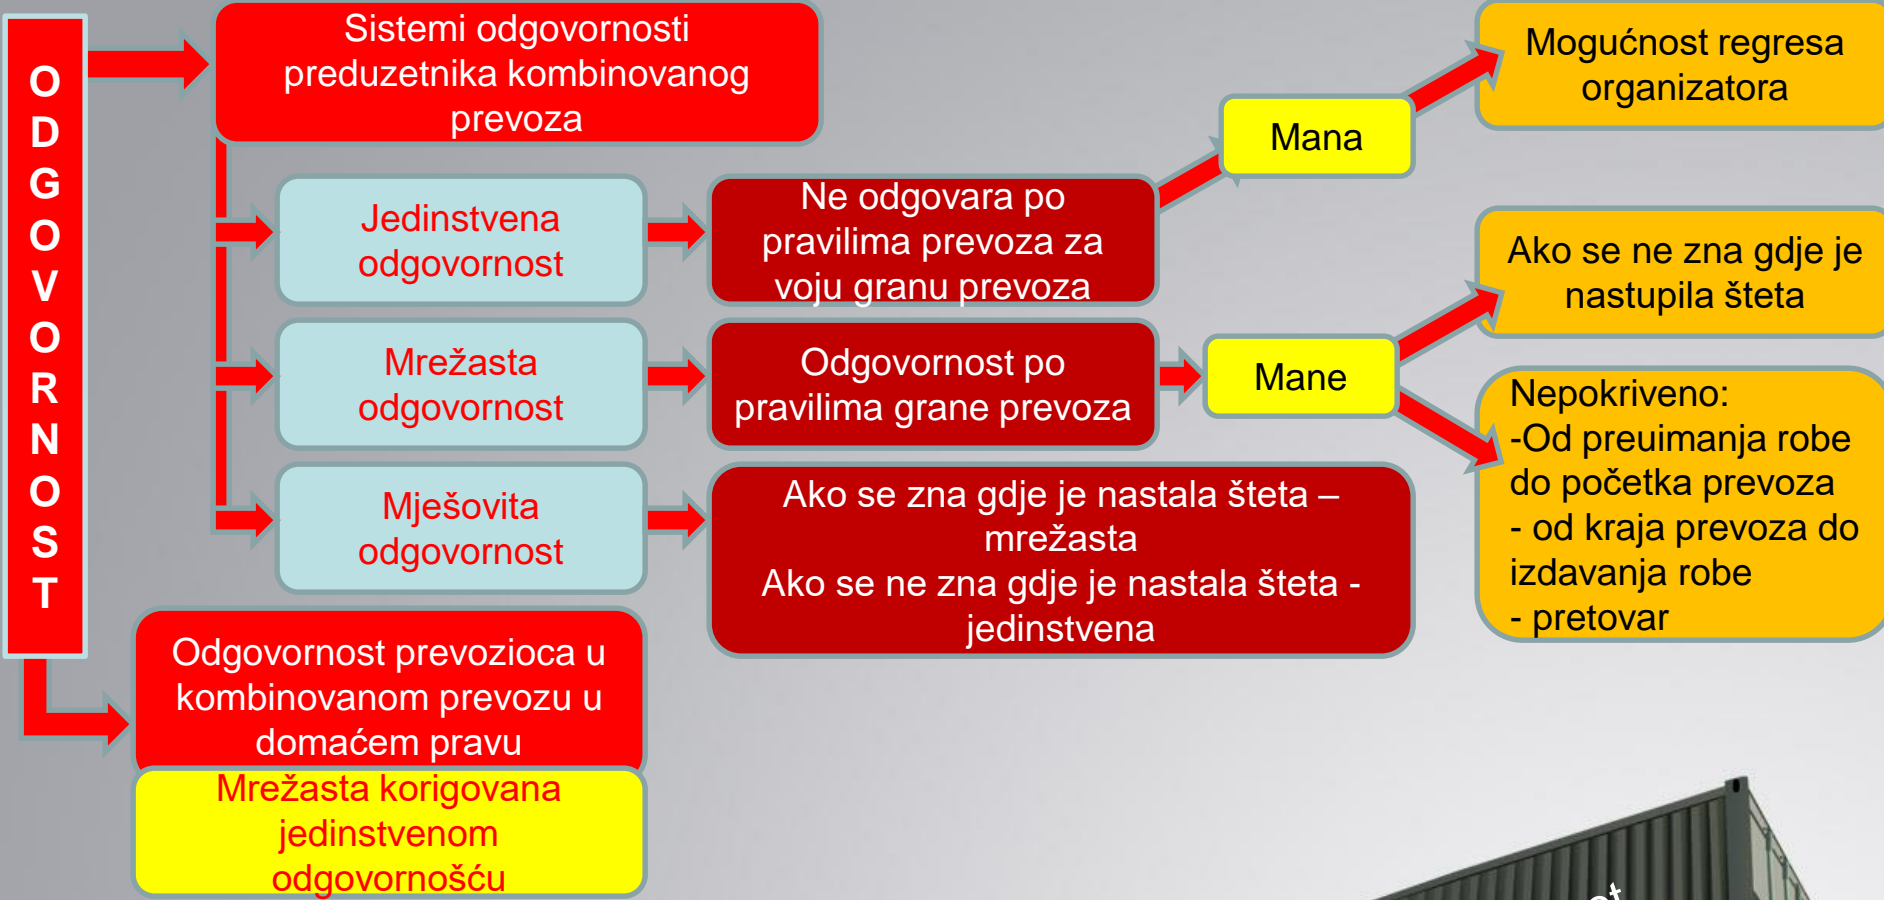 ODGOVORNOST
Sistemi odgovornosti
preduzetnika kombinovanog
prevoza
Jedinstvena
odgovornost
Ne odgovara po
pravilima prevoza za
voju granu prevoza
Mana
Mogućnost regresa
organizatora
Mrežasta
odgovornost
Odgovornost po
pravilima grane prevoza
Mane
Ako se ne zna gdje je
nastupila šteta
Nepokriveno:
-Od preuimanja robe
do početka prevoza
- od kraja prevoza do
izdavanja robe
- pretovar
Mješovita
odgovornost
Ako se zna gdje je nastala šteta –
mrežasta
Ako se ne zna gdje je nastala šteta -
jedinstvena
Odgovornost prevozioca u
kombinovanom prevozu u
domaćem pravu
Mrežasta korigovana
jedinstvenom
odgovornošću